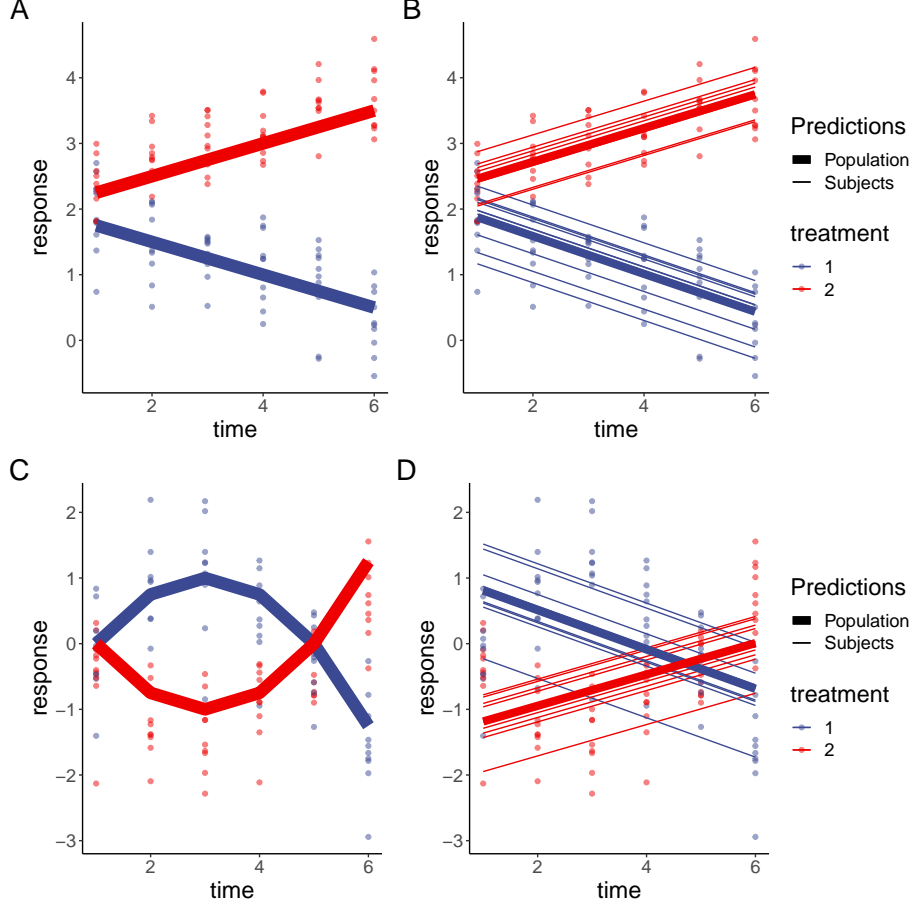 A
response
4
3
2
1
0
2
4
6
time
B
response
4
3
2
1
0
2
4
6
time
Predictions
Population
Subjects
treatment
1
2
C
response
2
1
0
−1
−2
−3
2
4
6
time
D
response
2
1
0
−1
−2
−3
2
4
6
time
Predictions
Population
Subjects
treatment
1
2